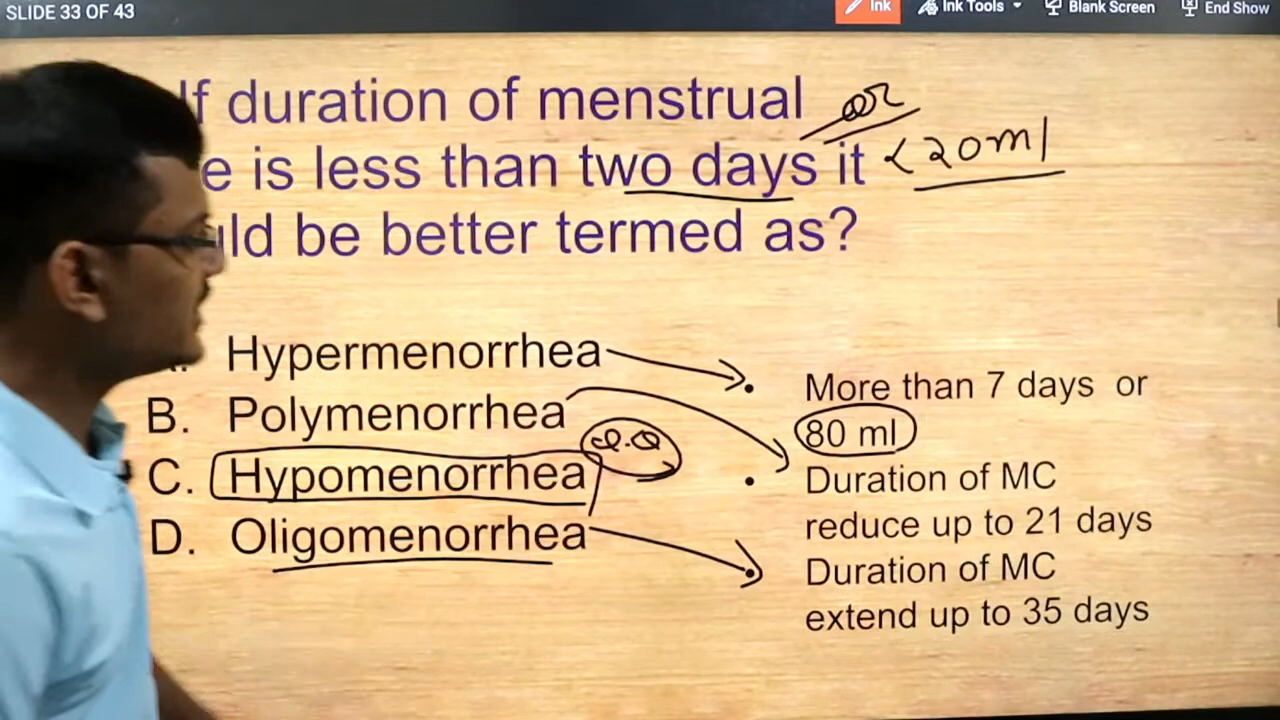 SLIDE 33 OF 43
Ink
Ink Tools
Blank Screen
End Show
If duration of menstrual
or
e is less than two days it
<20ml
uld be better termed as?
A. Hypermenorrhea
B. Polymenorrhea
C. Hypomenorrhea
D. Oligomenorrhea
More than 7 days or
80 ml
Duration of MC
reduce up to 21 days
Duration of MC
extend up to 35 days